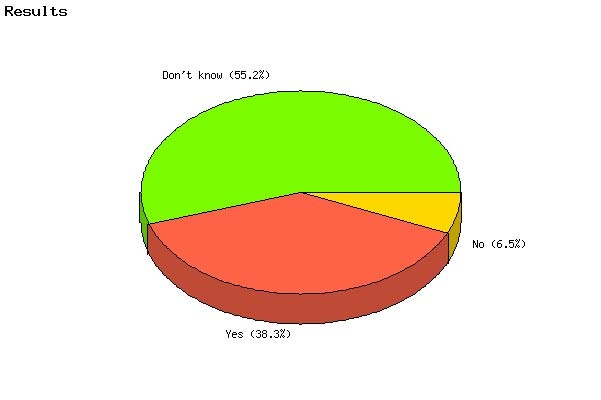 Results
Don't know (55.2%)
No (6.5%)
Yes (38.3%)